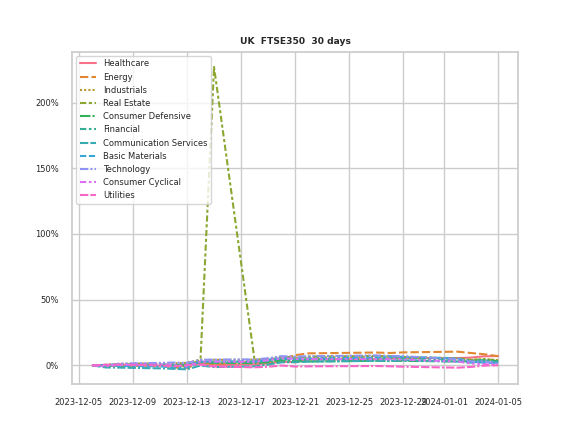 UK FTSE350 30 days
Healthcare
Energy
Industrials
Real Estate
Consumer Defensive
Financial
Communication Services
Basic Materials
Technology
Consumer Cyclical
Utilities
200%
150%
100%
50%
0%
2023-12-05 2023-12-09 2023-12-13 2023-12-17 2023-12-21 2023-12-25 2023-12-29 2024-01-01 2024-01-05